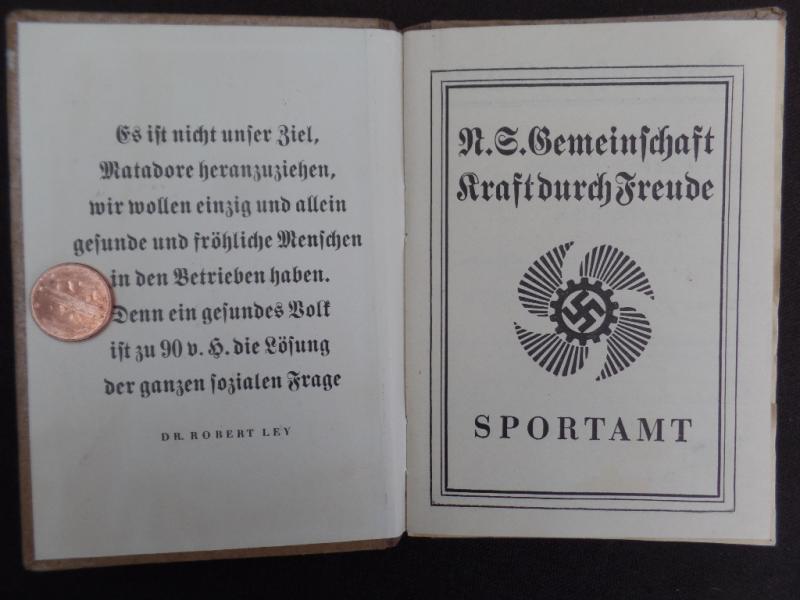 Es ist nicht unser Ziel,
Matadore heranzuziehen,
wir wollen einzig und allein
gesunde und fröhliche Menschen
in den Betrieben haben.
Denn ein gesundes Volk
ist zu 90 v. H. die Lösung
der ganzen sozialen Frage
DR. ROBERT LEY
N.S. Gemeinschaft
Kraft durch Freude
SPORTAMT